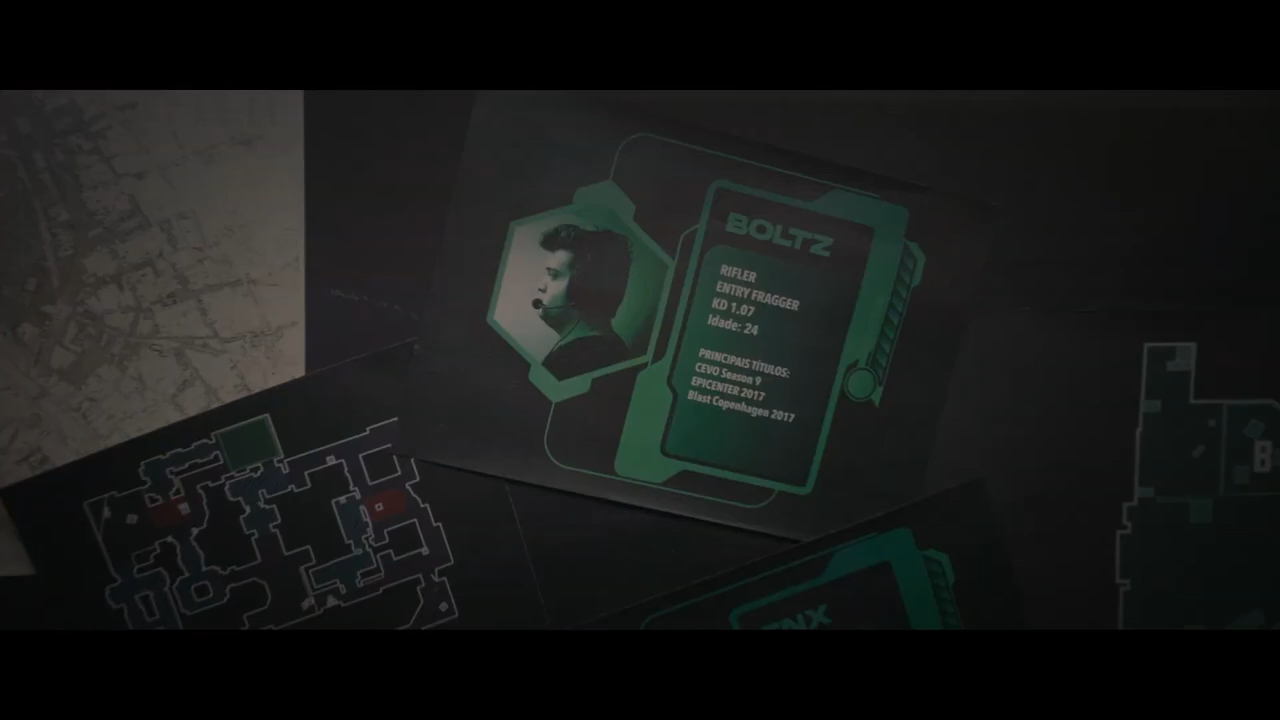 BOLTZ
RIFLER
ENTRY FRAGGER
KD 1.07
Idade: 24
PRINCIPAIS TÍTULOS:
CEVO Season 9
EPICENTER 2017
Blast Copenhagen 2017
B